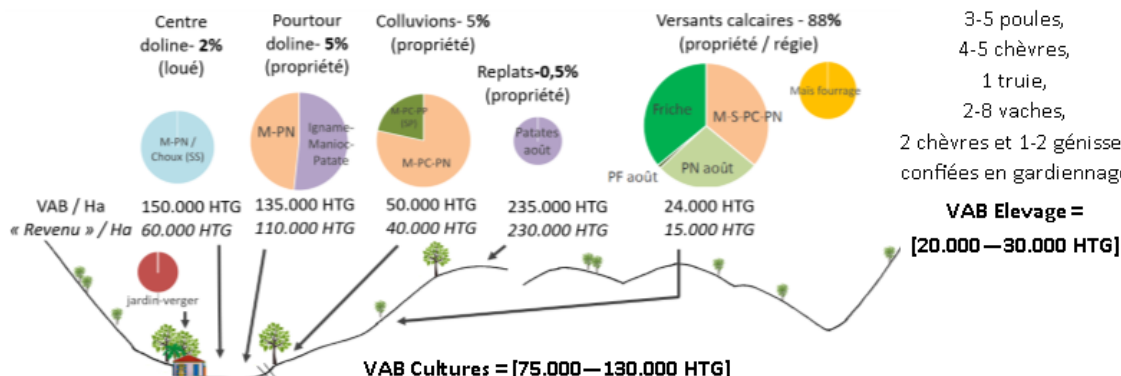 Centre
doline- 2%
(loué)
Pourtour
doline- 5%
(propriété)
Colluvions- 5%
(propriété)
Replats-0,5%
(propriété)
Versants calcaires - 88%
(propriété / régie)
M-PN /
Choux (SS)
M-PN
Igname-
Manioc-
Patate
M-PC-PP
(SP)
M-PC-PN
Patates
août
Friche
M-S-PC-PN
PN août
PF août
Mais fourrage
VAB / Ha
150.000 HTG
135.000 HTG
50.000 HTG
235.000 HTG
24.000 HTG
« Revenu » / Ha
60.000 HTG
110.000 HTG
40.000 HTG
230.000 HTG
15.000 HTG
jardin-verger
VAB Cultures = [75.000—130.000 HTG]
3-5 poules,
4-5 chèvres,
1 truie,
2-8 vaches,
2 chèvres et 1-2 génisse
confiées en gardiennag
VAB Elevage =
[20.000—30.000 HTG]